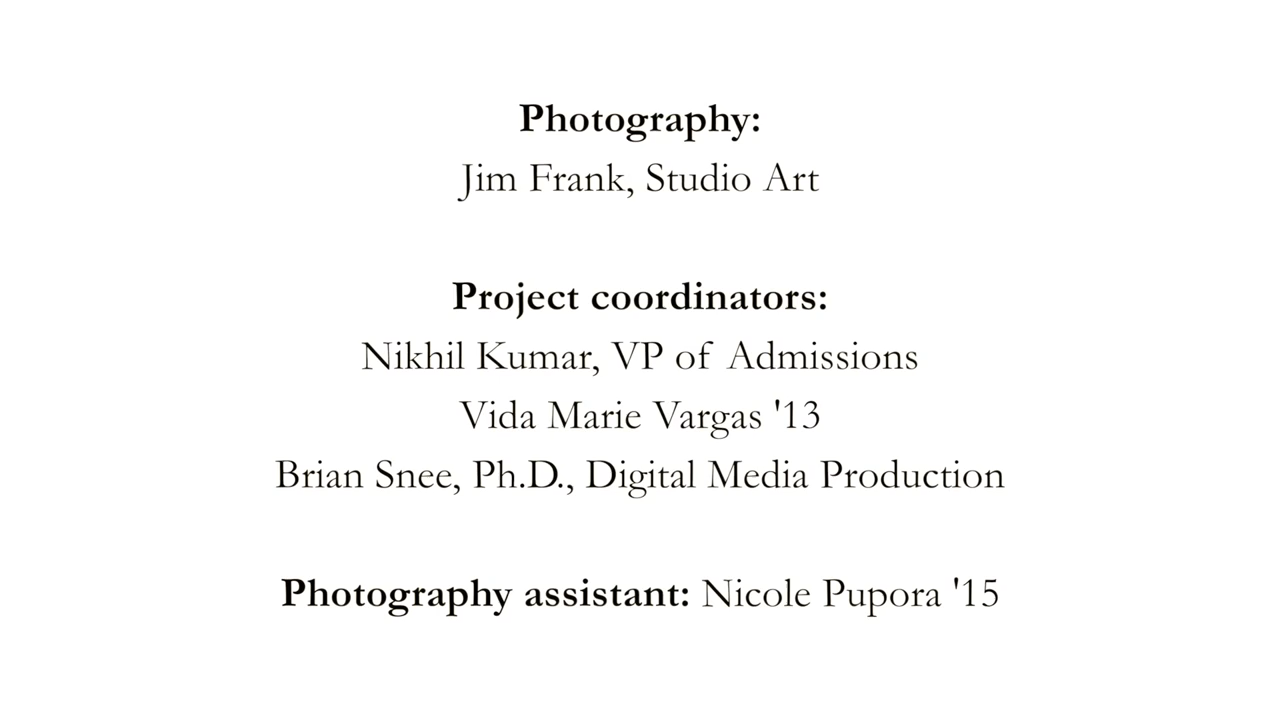 Photography:
Jim Frank, Studio Art
Project coordinators:
Nikhil Kumar, VP of Admissions
Vida Marie Vargas '13
Brian Snee, Ph.D., Digital Media Production
Photography assistant: Nicole Pupora '15